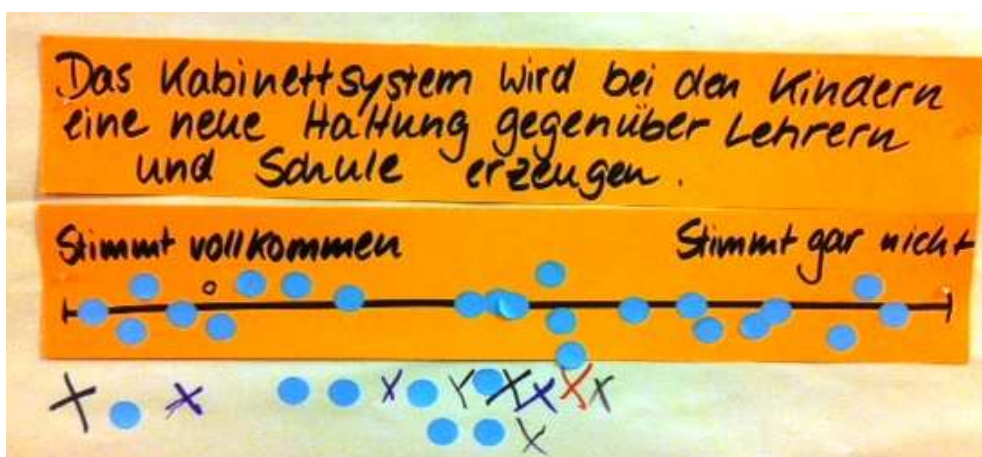 Das Kabinettsystem wird bei den Kindern
eine neue Haltung gegenüber Lehrern
und Schule erzeugen.
Stimmt vollkommen Stimmt gar nicht